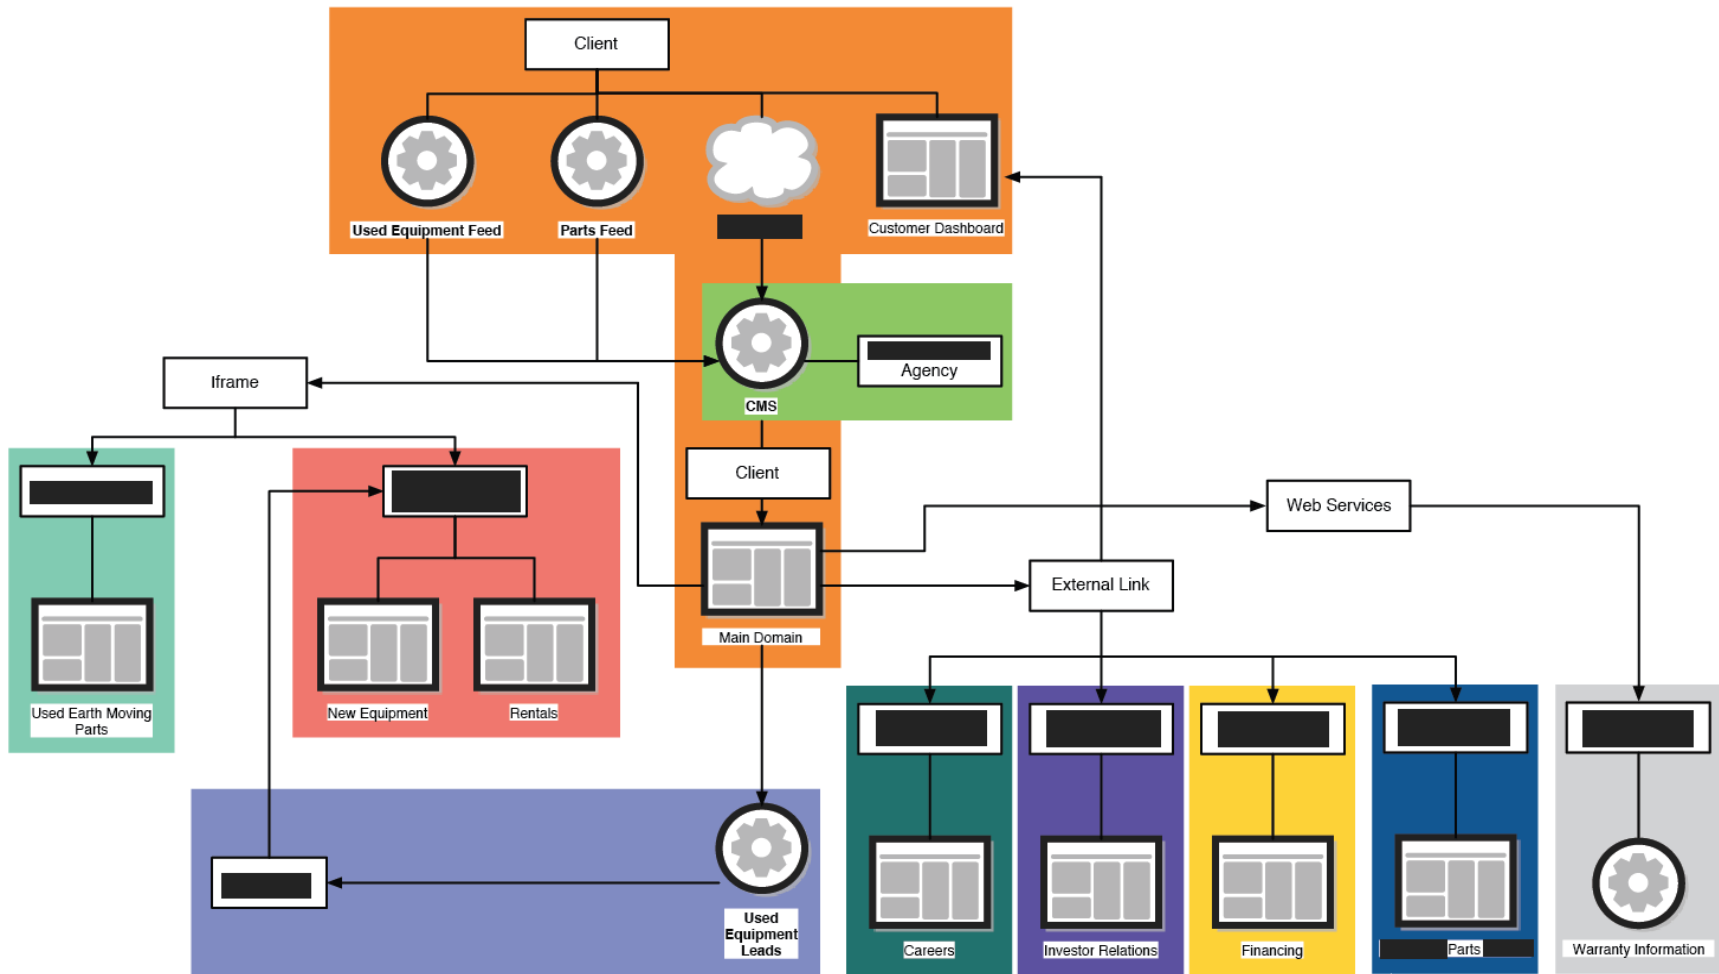 Client
Used Equipment Feed
Parts Feed
Customer Dashboard
Agency
CMS
Iframe
Client
Web Services
External Link
Main Domain
Used Earth Moving
Parts
New Equipment
Rentals
Used
Equipment
Leads
Careers
Investor Relations
Financing
Parts
Warranty Information